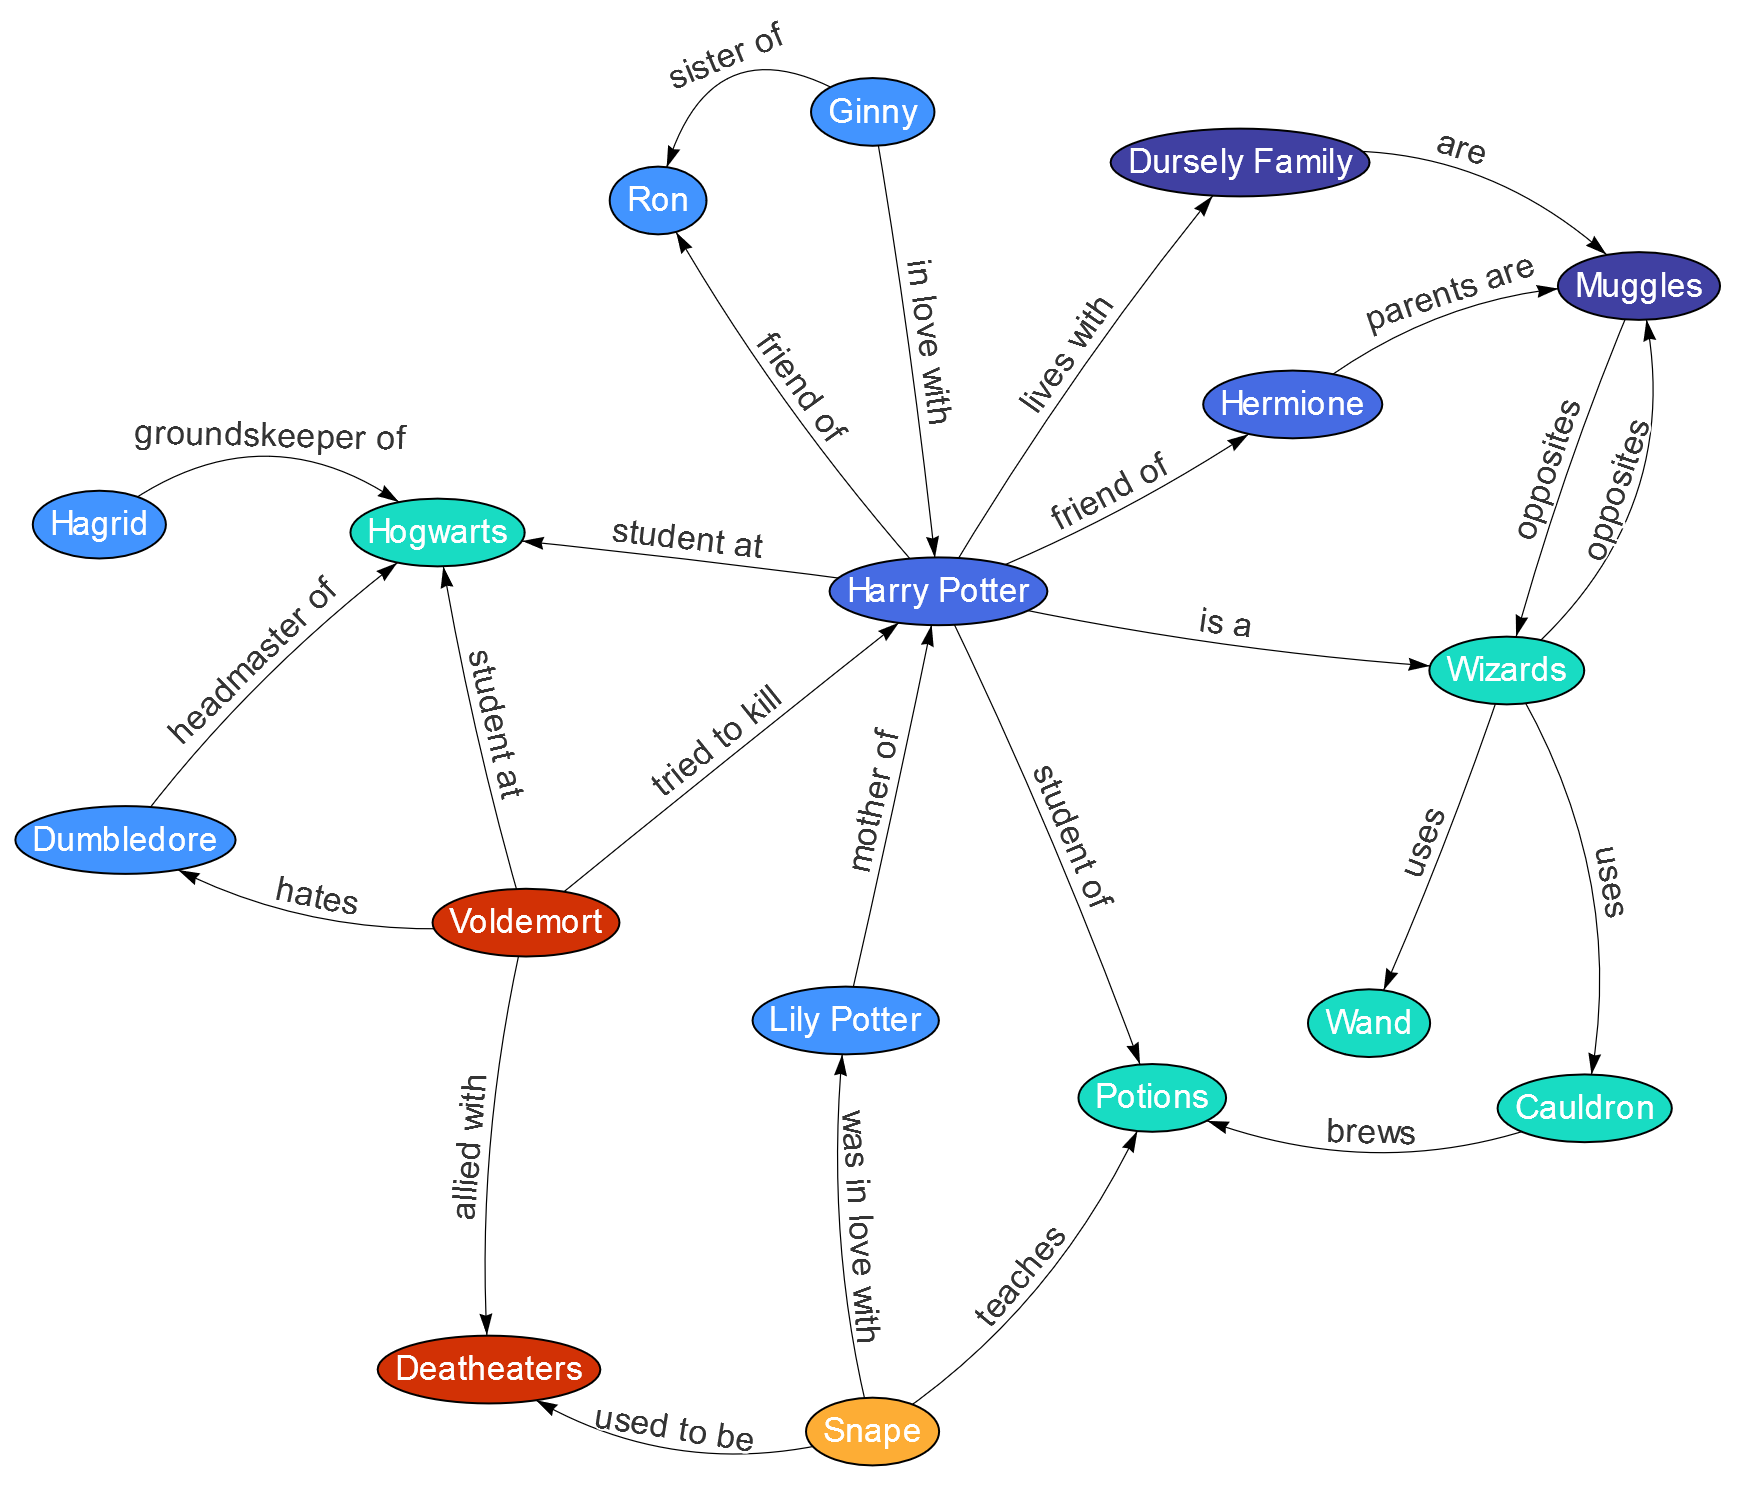 sister of
Ginny
Dursely Family
are
Ron
in love with
Muggles
parents are
friend of
lives with
Hermione
groundskeeper of
opposites
opposites
friend of
Hagrid
Hogwarts
student at
Harry Potter
is a
Wizards
headmaster of
student at
tried to kill
mother of
student of
uses
uses
Dumbledore
hates
Voldemort
Lily Potter
Wand
Potions
Cauldron
brews
allied with
was in love with
teaches
Deatheaters
used to be
Snape